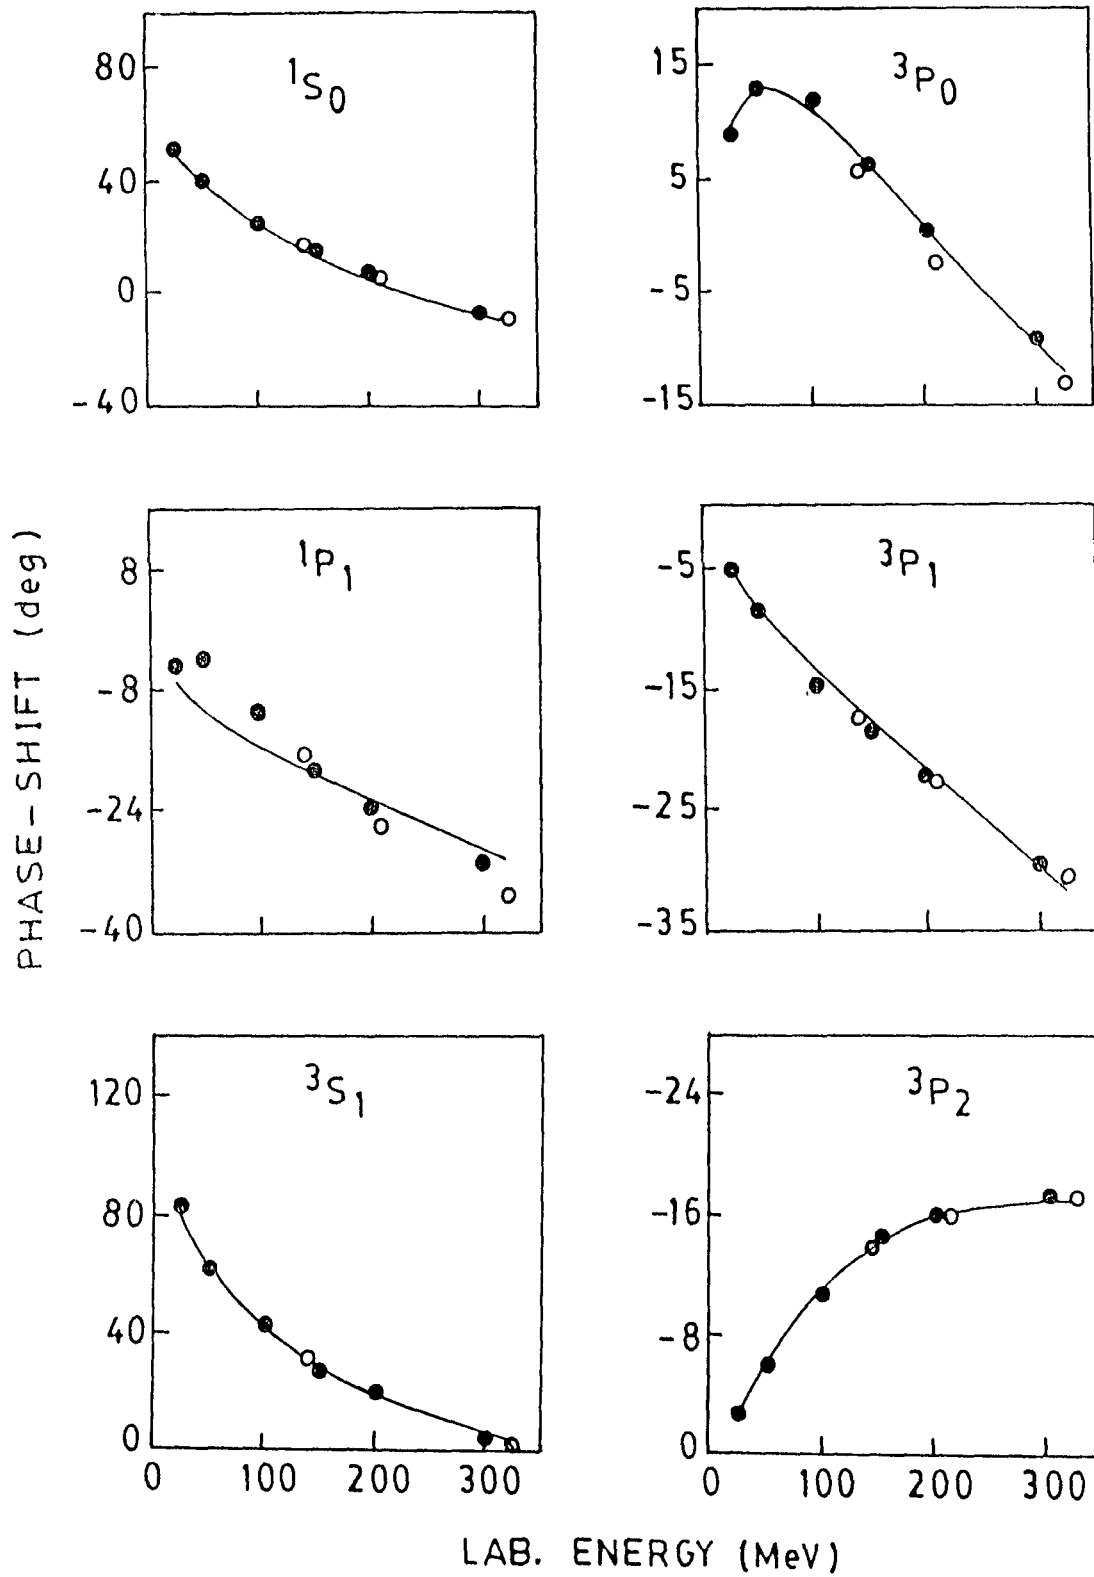 ¹S₀
80
40
0
-40
³P₀
15
5
-5
-15
PHASE-SHIFT (deg)
¹P₁
8
-8
-24
-40
³P₁
-5
-15
-25
-35
³S₁
120
80
40
0
0 100 200 300
³P₂
-24
-16
-8
0
0 100 200 300
LAB. ENERGY (MeV)